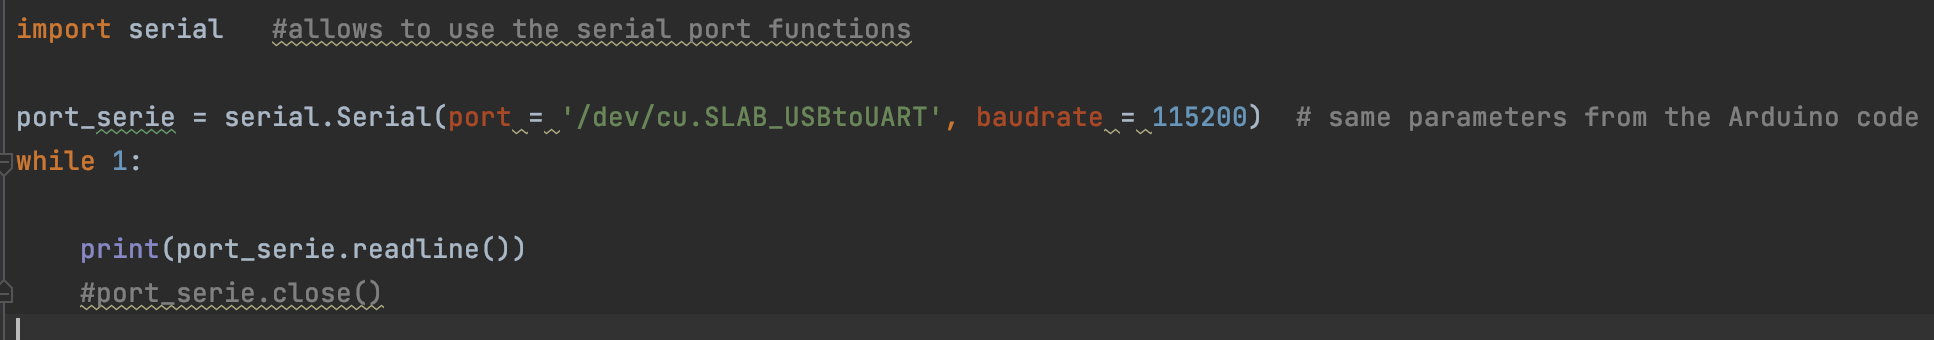 import serial   #allows to use the serial port functions
port_serie = serial.Serial(port = '/dev/cu.SLAB_USBtoUART', baudrate = 115200)  # same parameters from the Arduino code
while 1:
    print(port_serie.readline())
    #port_serie.close()